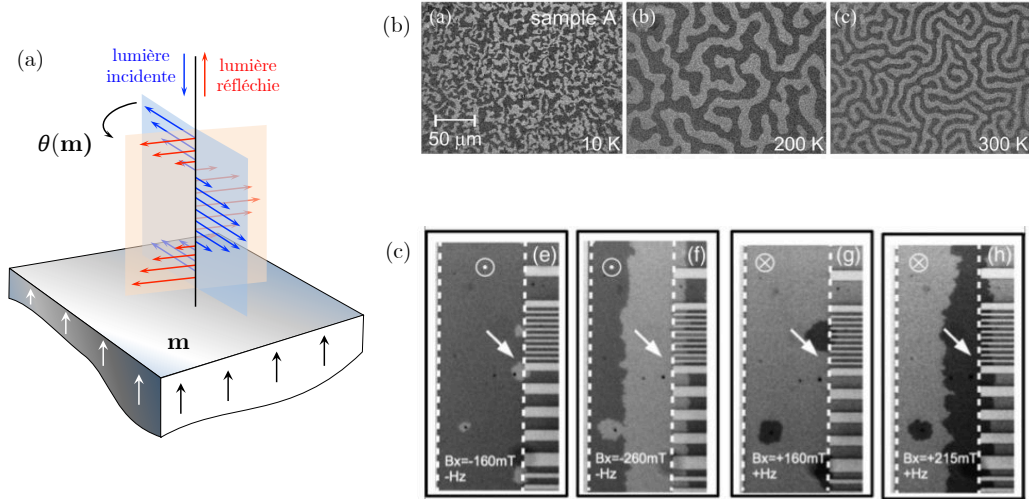 (a)
lumière
incidente
lumière
réfléchie
θ(m)
m
(b)
(a)
sample A
50 μm
10 K
(b)
200 K
(c)
300 K
(c)
(e)
Bx=-160mT
-Hz
(f)
Bx=-260mT
-Hz
(g)
Bx=+160mT
+Hz
(h)
Bx=+215mT
+Hz